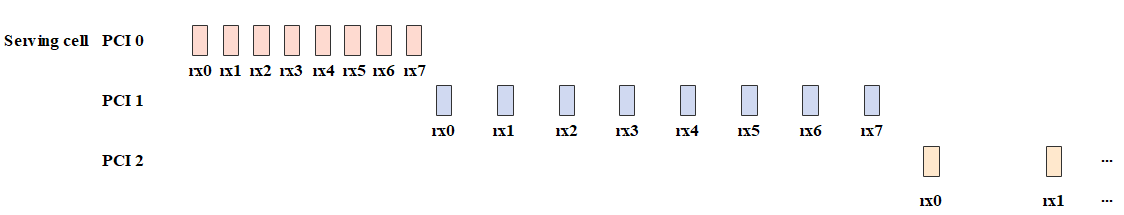 Serving cell PCI 0
rx0 rx1 rx2 rx3 rx4 rx5 rx6 rx7
PCI 1
rx0 rx1 rx2 rx3 rx4 rx5 rx6 rx7
PCI 2 ...
rx0 rx1 ...